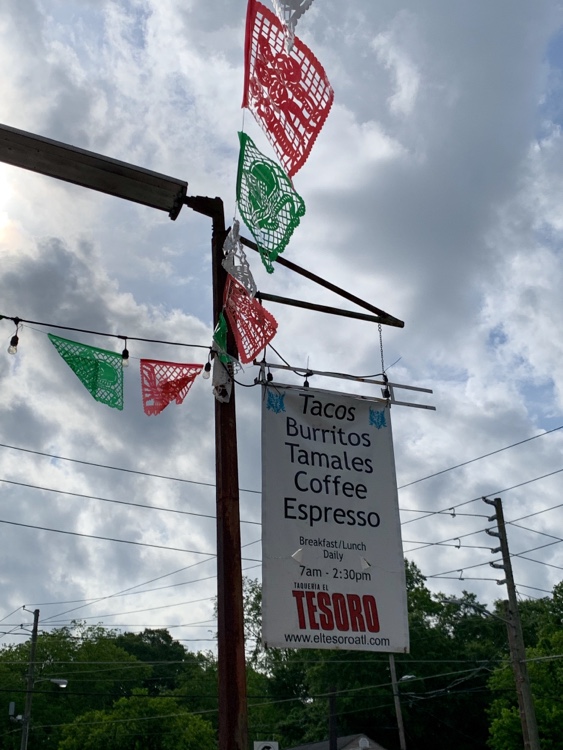 Tacos
Burritos
Tamales
Coffee
Espresso
Breakfast/Lunch
Daily
7am - 2:30pm
TAQUERIA EL
TESORO
www.eltesoroatl.com